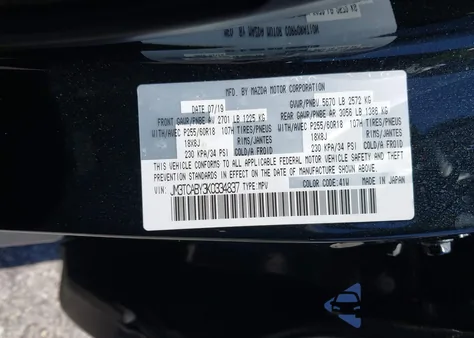 MFD. BY MAZDA MOTOR CORPORATION
DATE 07/19 GVWR/PNBV 5670 LB 2572 KG
FRONT GAWR/PNBE AV 2701 LB 1225 KG REAR GAWR/PNBE AR 3056 LB 1386 KG
WITH/AVEC P255/60R18 107H TIRES/PNEUS WITH/AVEC P255/60R18 107H TIRES/PNEUS
18X8J RIMS/JANTES 18X8J RIMS/JANTES
230 KPA/34 PSI COLD/A FROID 230 KPA/34 PSI COLD/A FROID
THIS VEHICLE CONFORMS TO ALL APPLICABLE FEDERAL MOTOR VEHICLE SAFETY AND THEFT
PREVENTION STANDARDS IN EFFECT ON THE DATE OF MANUFACTURE SHOWN ABOVE.
VIN: JM3TCABY3K0334837 TYPE: MPV COLOR CODE: 41W MADE IN JAPAN